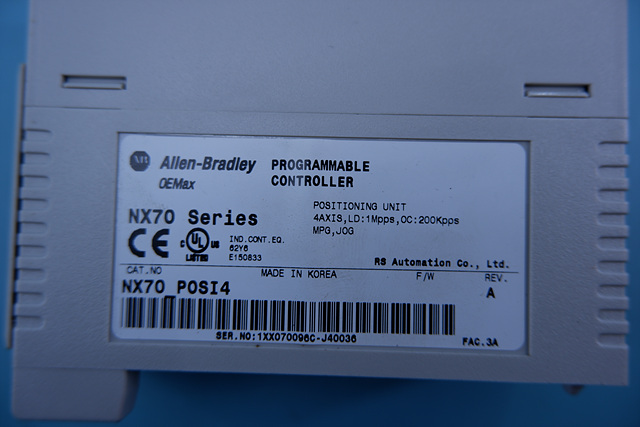 AB Allen-Bradley PROGRAMMABLE
OEMax CONTROLLER
NX70 Series
POSITIONING UNIT
4AXIS,LD:1Mpps,OC:200Kpps
MPG,JOG
CE c UL us
LISTED
IND.CONT.EQ.
62Y6
E150833
RS Automation Co., Ltd.
CAT.NO MADE IN KOREA F/W REV.
NX70 POSI4 A
SER.NO:1XX070096C-J40036 FAC.3A